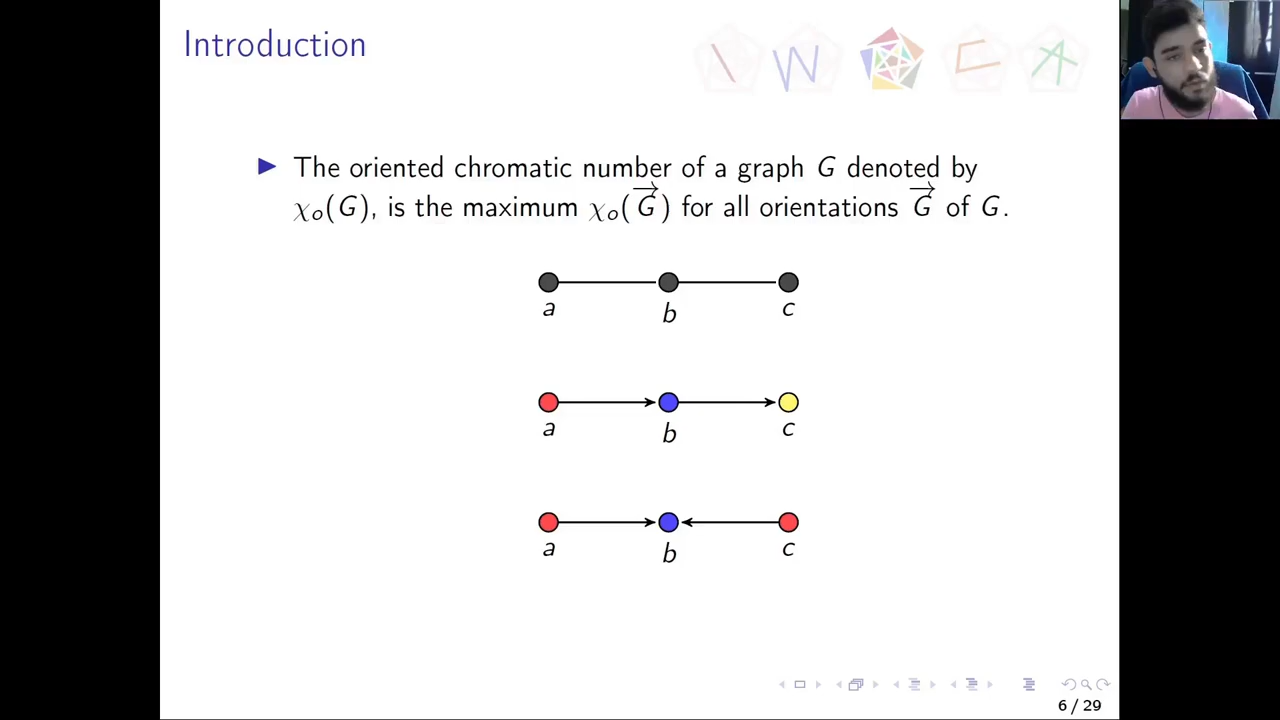 Introduction
▶ The oriented chromatic number of a graph G denoted by
χₒ(G), is the maximum χₒ(G⃗) for all orientations G⃗ of G.
a b c
a b c
a b c
6 / 29